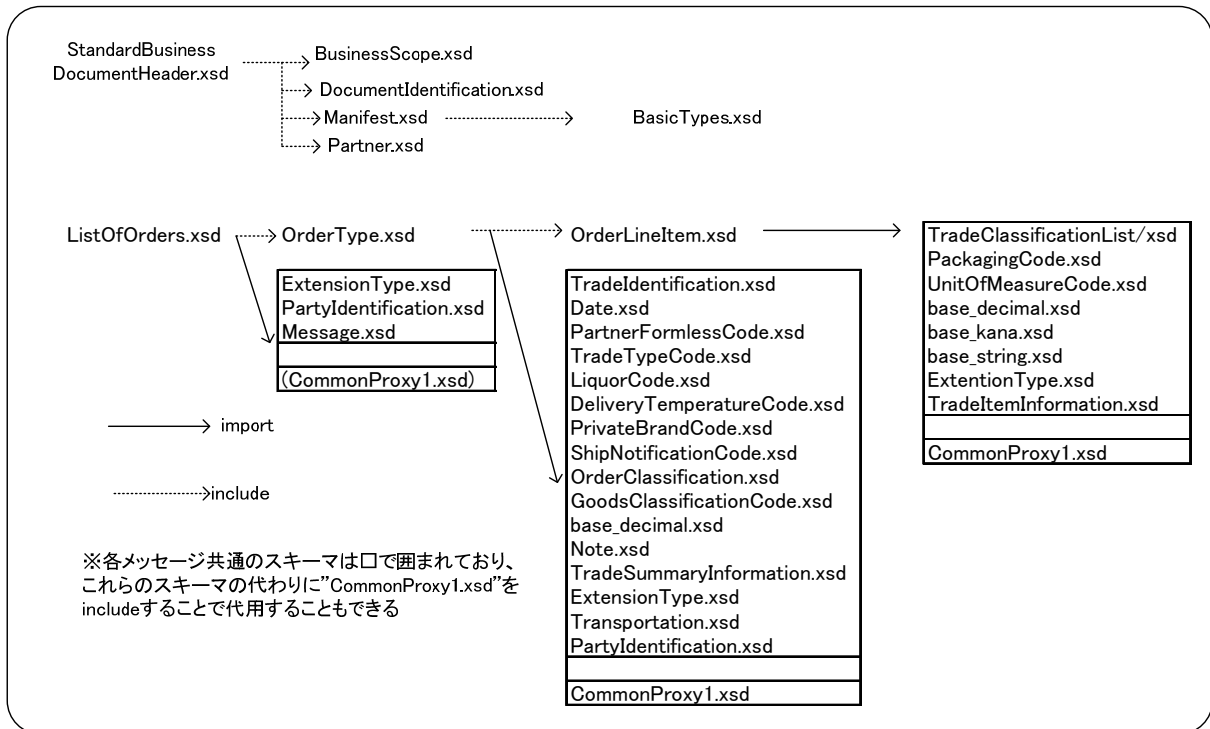 StandardBusiness
DocumentHeader.xsd
BusinessScope.xsd
DocumentIdentification.xsd
Manifest.xsd
BasicTypes.xsd
Partner.xsd
ListOfOrders.xsd
OrderType.xsd
OrderLineItem.xsd
ExtensionType.xsd
PartyIdentification.xsd
Message.xsd
(CommonProxy1.xsd)
TradeIdentification.xsd
Date.xsd
PartnerFormlessCode.xsd
TradeTypeCode.xsd
LiquorCode.xsd
DeliveryTemperatureCode.xsd
PrivateBrandCode.xsd
ShipNotificationCode.xsd
OrderClassification.xsd
GoodsClassificationCode.xsd
base_decimal.xsd
Note.xsd
TradeSummaryInformation.xsd
ExtensionType.xsd
Transportation.xsd
PartyIdentification.xsd
CommonProxy1.xsd
TradeClassificationList/xsd
PackagingCode.xsd
UnitOfMeasureCode.xsd
base_decimal.xsd
base_kana.xsd
base_string.xsd
ExtentionType.xsd
TradeItemInformation.xsd
CommonProxy1.xsd
import
include
※各メッセージ共通のスキーマは□で囲まれており、
これらのスキーマの代わりに"CommonProxy1.xsd"を
includeすることで代用することもできる